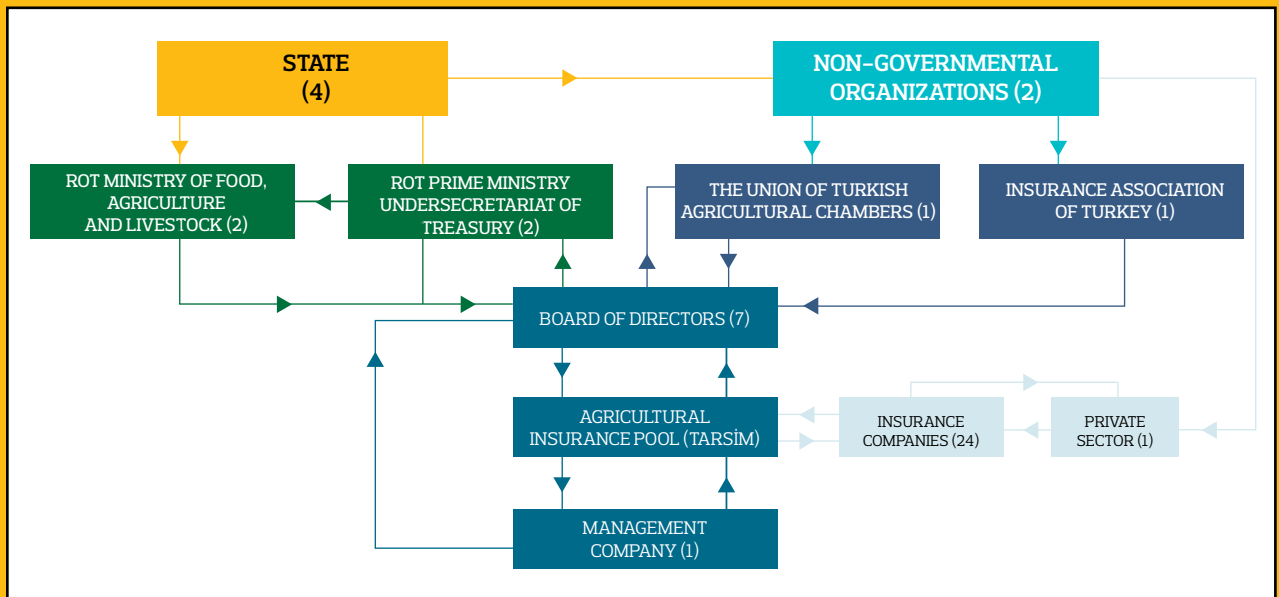 STATE
(4)
NON-GOVERNMENTAL
ORGANIZATIONS (2)
ROT MINISTRY OF FOOD,
AGRICULTURE
AND LIVESTOCK (2)
ROT PRIME MINISTRY
UNDERSECRETARIAT OF
TREASURY (2)
THE UNION OF TURKISH
AGRICULTURAL CHAMBERS (1)
INSURANCE ASSOCIATION
OF TURKEY (1)
BOARD OF DIRECTORS (7)
AGRICULTURAL
INSURANCE POOL (TARSİM)
INSURANCE
COMPANIES (24)
PRIVATE
SECTOR (1)
MANAGEMENT
COMPANY (1)